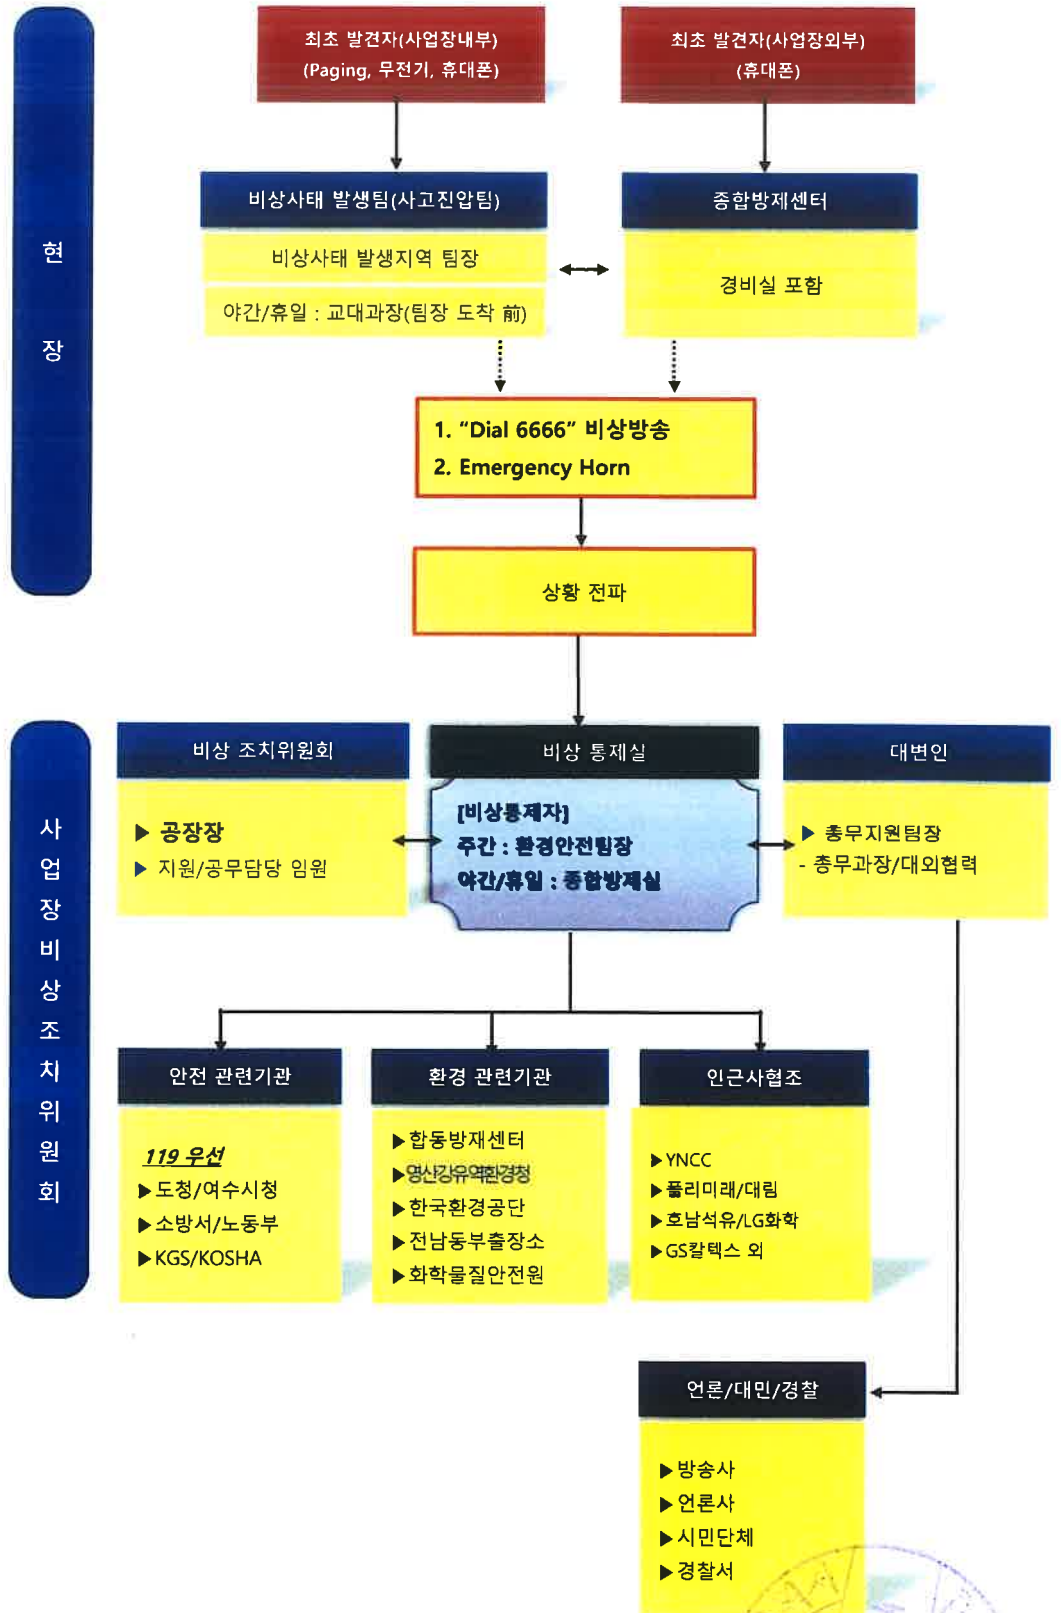 최초 발견자(사업장내부)
(Paging, 무전기, 휴대폰)
최초 발견자(사업장외부)
(휴대폰)
현
장
비상사태 발생팀(사고진압팀)
비상사태 발생지역 팀장
야간/휴일 : 교대과장(팀장 도착 前)
종합방제센터
경비실 포함
1. “Dial 6666” 비상방송
2. Emergency Horn
상황 전파
사
업
장
비
상
조
치
위
원
회
비상 조치위원회
▶ 공장장
▶ 지원/공무담당 임원
비상 통제실
[비상통제자]
주간 : 환경안전팀장
야간/휴일 : 종합방제실
대변인
▶ 총무지원팀장
- 총무과장/대외협력
안전 관련기관
119 우선
▶도청/여수시청
▶소방서/노동부
▶KGS/KOSHA
환경 관련기관
▶합동방재센터
▶영산강유역환경청
▶한국환경공단
▶전남동부출장소
▶화학물질안전원
인근사협조
▶YNCC
▶폴리미래/대림
▶호남석유/LG화학
▶GS칼텍스 외
언론/대민/경찰
▶방송사
▶언론사
▶시민단체
▶경찰서